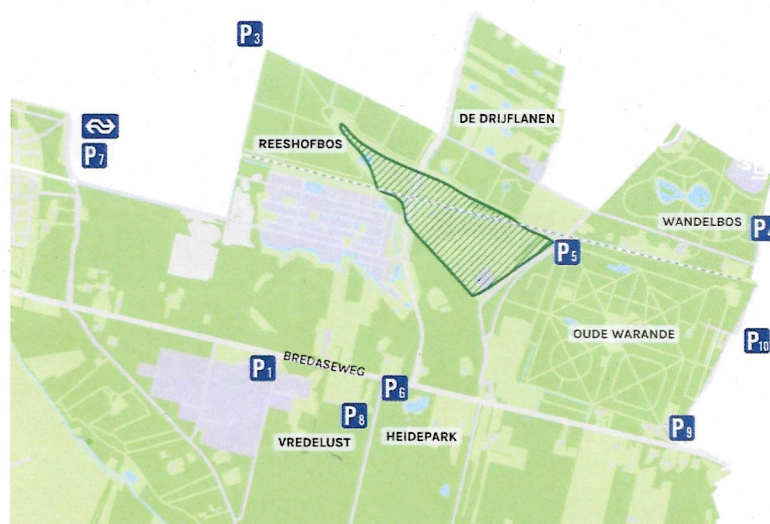 P3
DE DRIJFLANEN
REESHOFBOS
P7
WANDELBOS
P5
OUDE WARANDE
P10
BREDASEWEG
P1
P6
P8
VREDELUST
HEIDEPARK
P9